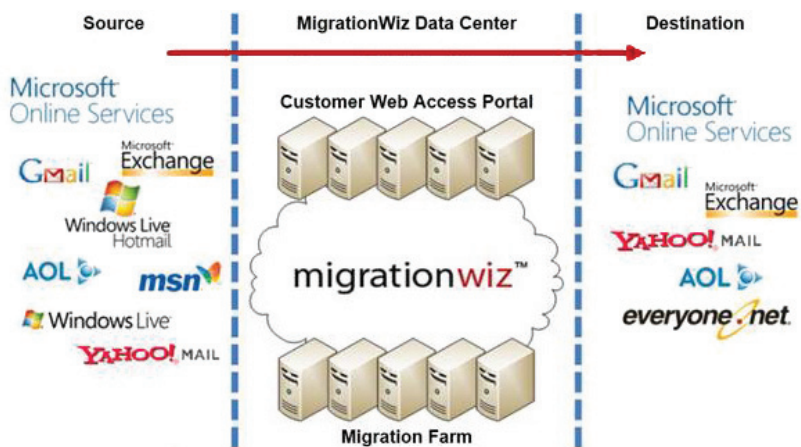 Source
MigrationWiz Data Center
Destination
Microsoft
Online Services
Gmail
Microsoft
Exchange
Windows Live
Hotmail
AOL
msn
Windows Live
YAHOO! MAIL
Customer Web Access Portal
migrationwiz™
Migration Farm
Microsoft
Online Services
Gmail
Microsoft
Exchange
YAHOO! MAIL
AOL
everyone.net